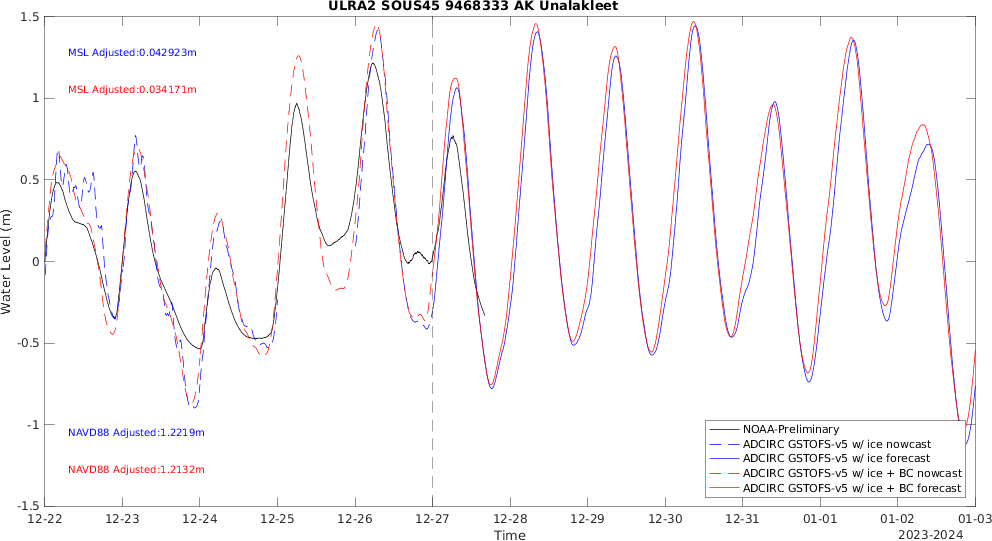 ULRA2 SOUS45 9468333 AK Unalakleet
1.5
MSL Adjusted:0.042923m
MSL Adjusted:0.034171m
1
0.5
0
-0.5
-1
-1.5
Water Level (m)
NAVD88 Adjusted:1.2219m
NAVD88 Adjusted:1.2132m
NOAA-Preliminary
ADCIRC GSTOFS-v5 w/ ice nowcast
ADCIRC GSTOFS-v5 w/ ice forecast
ADCIRC GSTOFS-v5 w/ ice + BC nowcast
ADCIRC GSTOFS-v5 w/ ice + BC forecast
12-22 12-23 12-24 12-25 12-26 12-27 12-28 12-29 12-30 12-31 01-01 01-02 01-03
Time
2023-2024